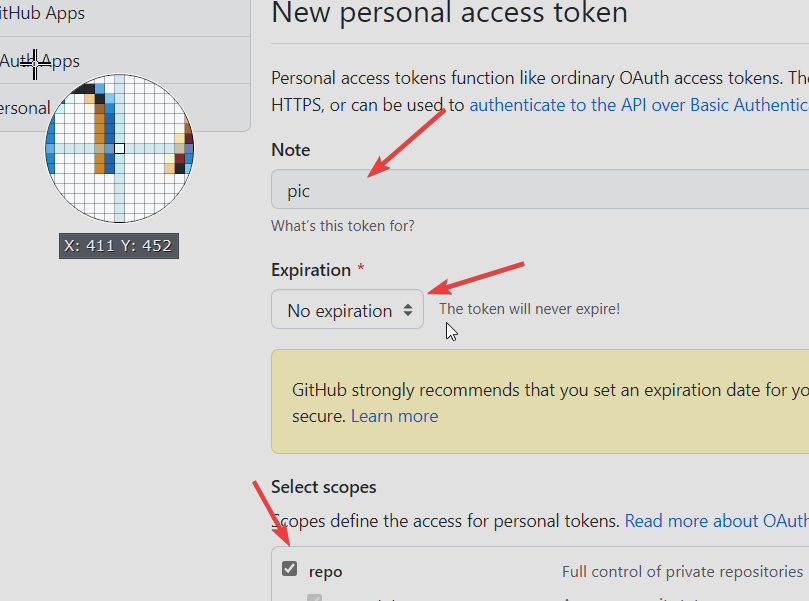 itHub Apps
New personal access token
Auth Apps
ersonal
Personal access tokens function like ordinary OAuth access tokens. The
HTTPS, or can be used to authenticate to the API over Basic Authentic
Note
pic
What's this token for?
X: 411 Y: 452
Expiration *
No expiration
The token will never expire!
GitHub strongly recommends that you set an expiration date for yo
secure. Learn more
Select scopes
Scopes define the access for personal tokens. Read more about OAuth
repo
Full control of private repositories